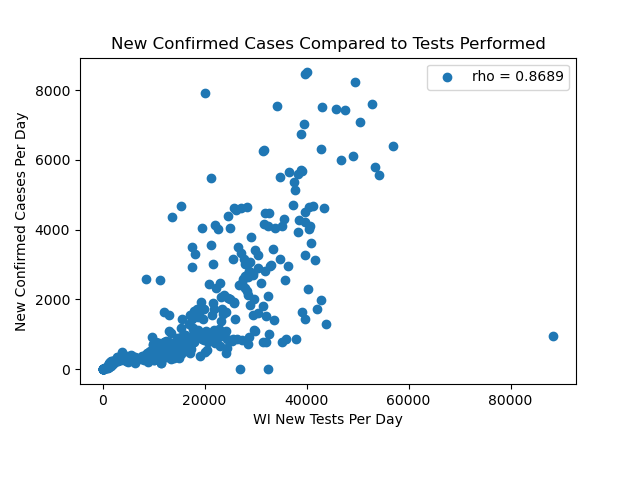 New Confirmed Cases Compared to Tests Performed
rho = 0.8689
8000
6000
4000
2000
0
New Confirmed Caeses Per Day
0 20000 40000 60000 80000
WI New Tests Per Day